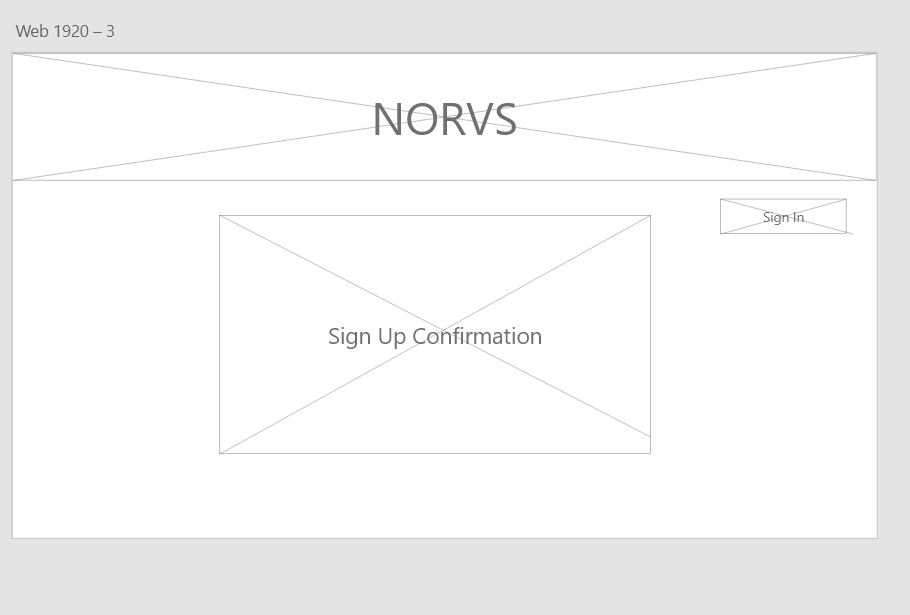 Web 1920 – 3
NORVS
Sign In
Sign Up Confirmation